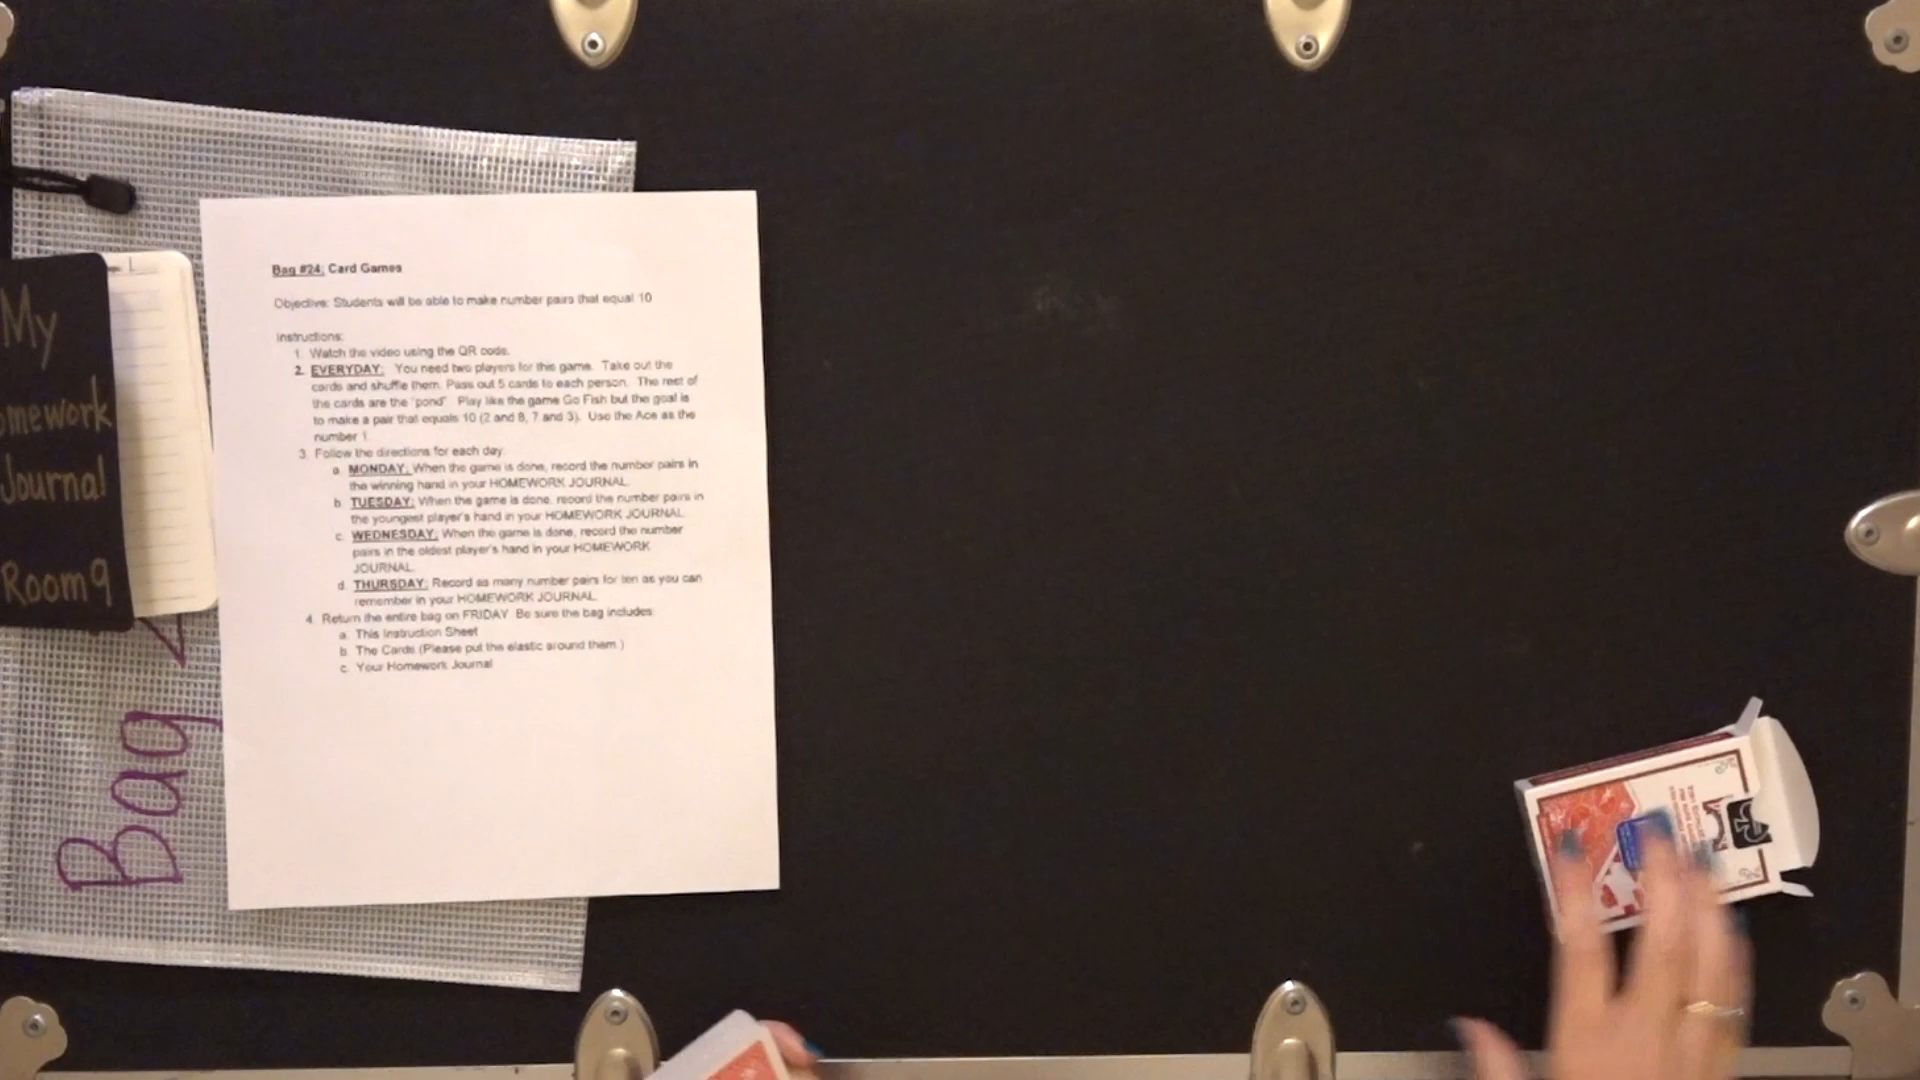 Bag #24: Card Games
Objective: Students will be able to make number pairs that equal 10
Instructions:
1. Watch the video using the QR code.
2. EVERYDAY: You need two players for this game. Take out the
cards and shuffle them. Pass out 5 cards to each person. The rest of
the cards are the "pond". Play like the game Go Fish but the goal is
to make a pair that equals 10 (2 and 8, 7 and 3). Use the Ace as the
number 1.
3. Follow the directions for each day:
a. MONDAY: When the game is done, record the number pairs in
the winning hand in your HOMEWORK JOURNAL.
b. TUESDAY: When the game is done, record the number pairs in
the youngest player's hand in your HOMEWORK JOURNAL.
c. WEDNESDAY: When the game is done, record the number
pairs in the oldest player's hand in your HOMEWORK
JOURNAL.
d. THURSDAY: Record as many number pairs for ten as you can
remember in your HOMEWORK JOURNAL.
4. Return the entire bag on FRIDAY. Be sure the bag includes:
a. This Instruction Sheet
b. The Cards (Please put the elastic around them.)
c. Your Homework Journal
My
omework
Journal
Room 9
Bag